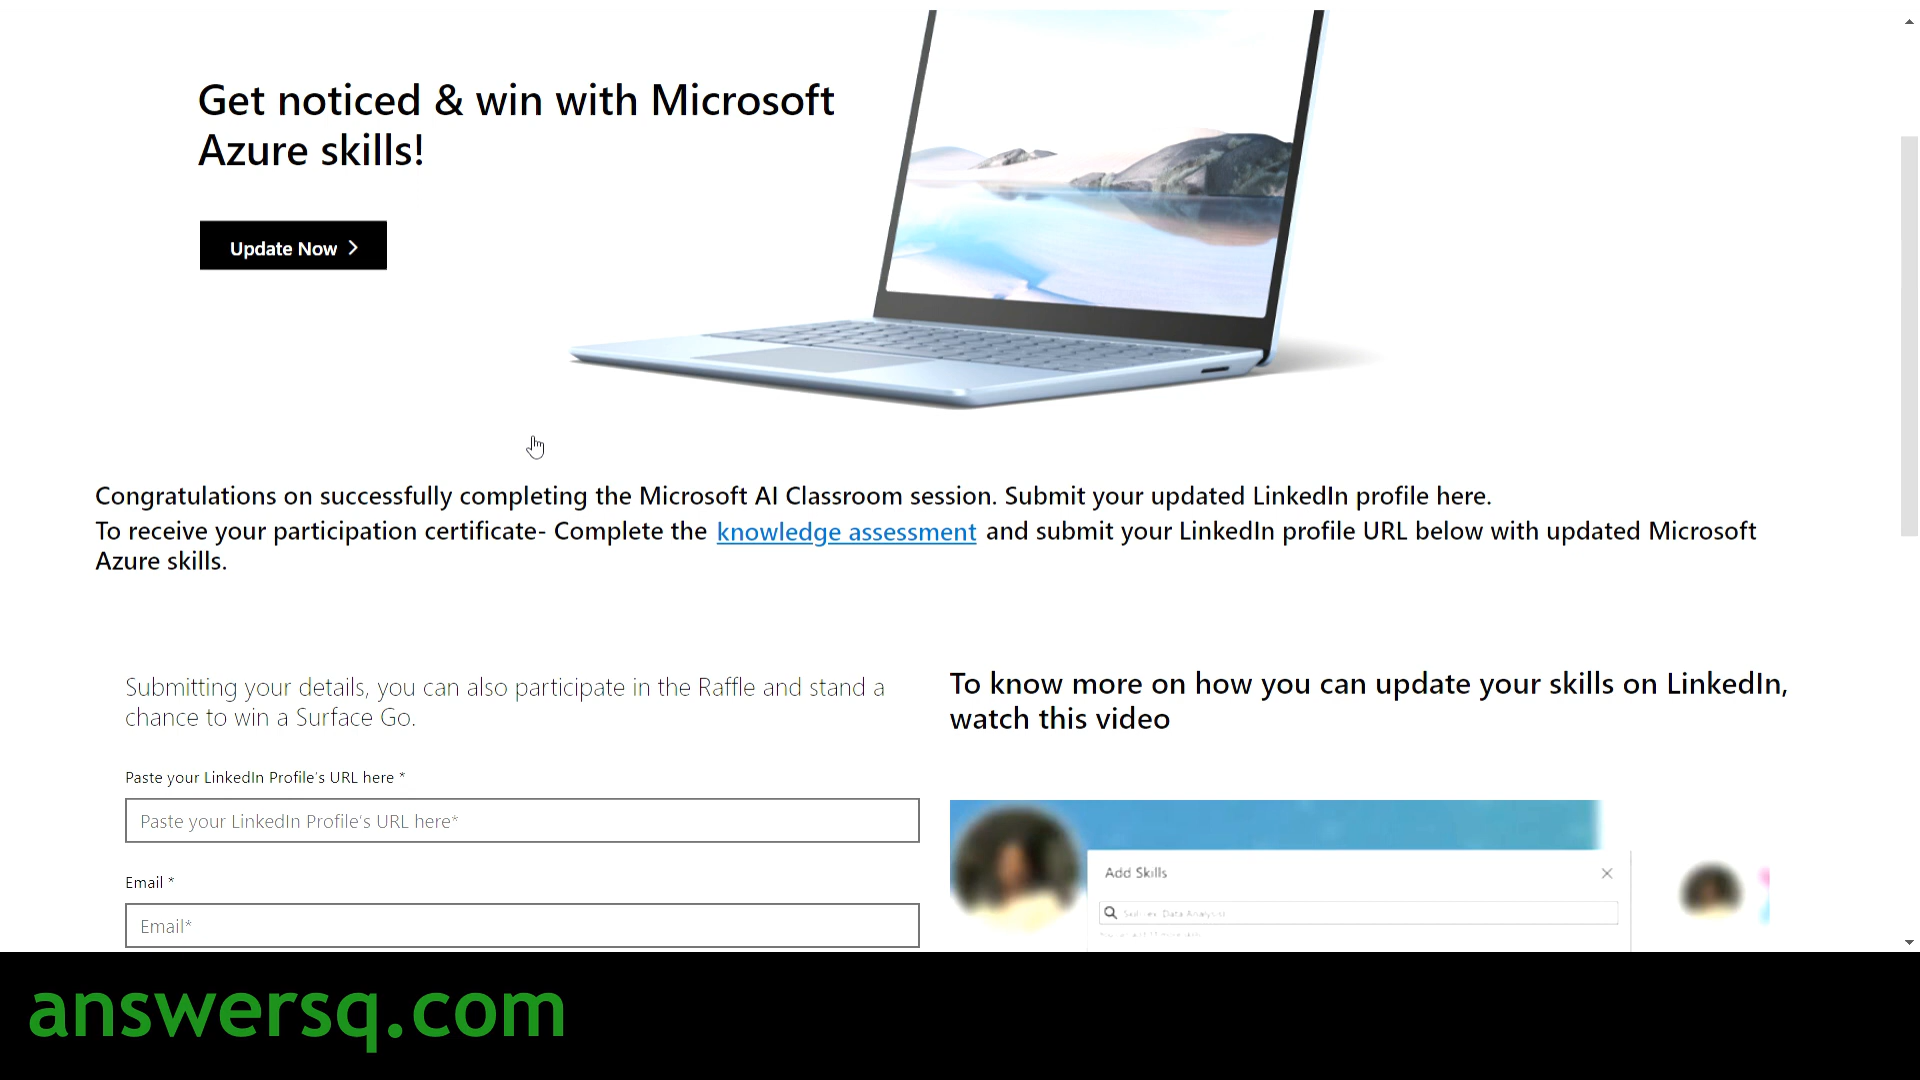 Get noticed & win with Microsoft
Azure skills!
Update Now
Congratulations on successfully completing the Microsoft AI Classroom session. Submit your updated LinkedIn profile here.
To receive your participation certificate- Complete the knowledge assessment and submit your LinkedIn profile URL below with updated Microsoft
Azure skills.
Submitting your details, you can also participate in the Raffle and stand a
chance to win a Surface Go.
Paste your LinkedIn Profile's URL here *
Paste your LinkedIn Profile's URL here*
Email *
Email*
To know more on how you can update your skills on LinkedIn,
watch this video
Add Skills
Skill ex: Data Analysis
answersq.com